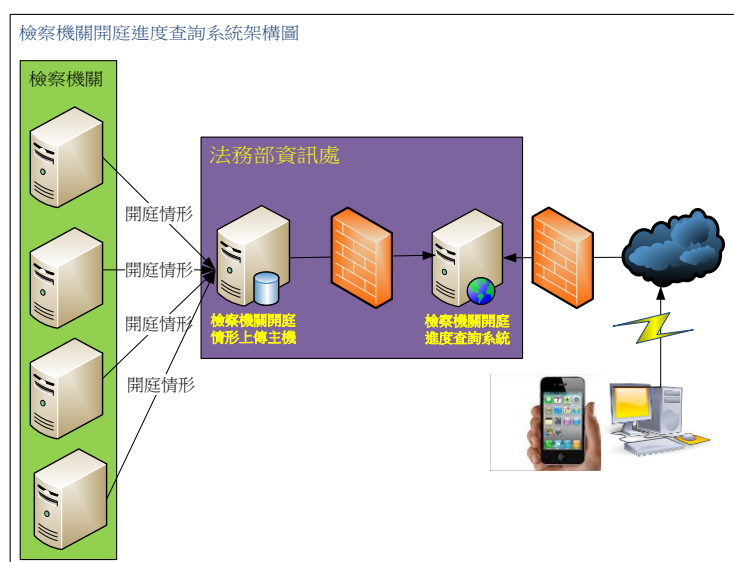 檢察機關開庭進度查詢系統架構圖
檢察機關
法務部資訊處
開庭情形
開庭情形
開庭情形
開庭情形
檢察機關開庭
情形上傳主機
檢察機關開庭
進度查詢系統